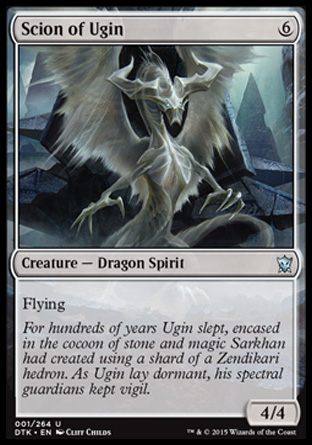 Scion of Ugin 6
Creature — Dragon Spirit
Flying
For hundreds of years Ugin slept, encased
in the cocoon of stone and magic Sarkhan
had created using a shard of a Zendikari
hedron. As Ugin lay dormant, his spectral
guardians kept vigil.
4/4
001/264 U
DTK • EN Cliff Childs ™ & © 2015 Wizards of the Coast